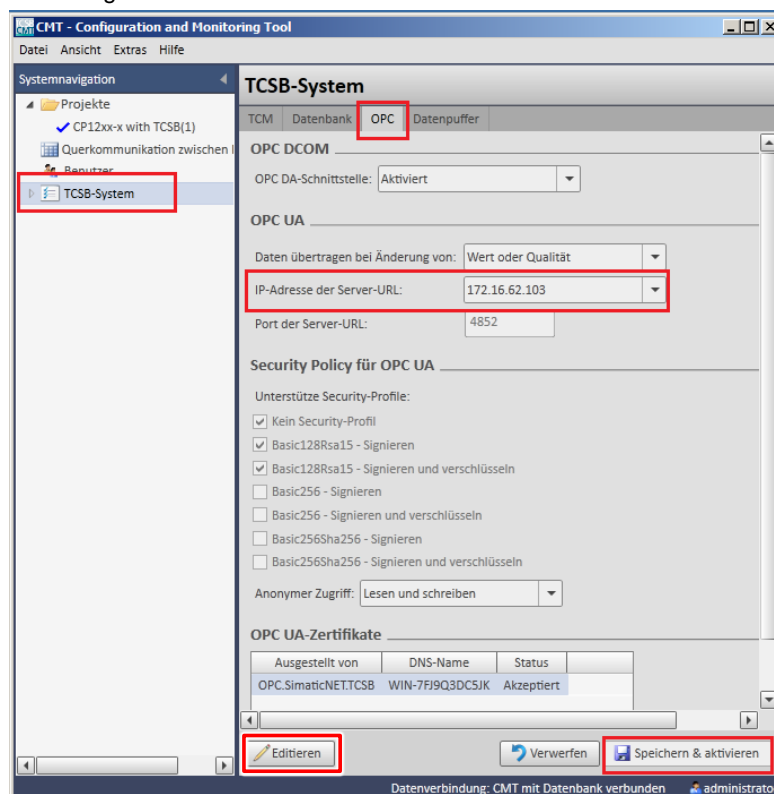 CMT - Configuration and Monitoring Tool
Datei Ansicht Extras Hilfe
Systemnavigation
Projekte
CP12xx-x with TCSB(1)
Querkommunikation zwischen
Benutzer
TCSB-System
TCSB-System
TCM Datenbank OPC Datenpuffer
OPC DCOM
OPC DA-Schnittstelle: Aktiviert
OPC UA
Daten übertragen bei Änderung von: Wert oder Qualität
IP-Adresse der Server-URL: 172.16.62.103
Port der Server-URL: 4852
Security Policy für OPC UA
Unterstütze Security-Profile:
Kein Security-Profil
Basic128Rsa15 - Signieren
Basic128Rsa15 - Signieren und verschlüsseln
Basic256 - Signieren
Basic256 - Signieren und verschlüsseln
Basic256Sha256 - Signieren
Basic256Sha256 - Signieren und verschlüsseln
Anonymer Zugriff: Lesen und schreiben
OPC UA-Zertifikate
Ausgestellt von DNS-Name Status
OPC.SimaticNET.TCSB WIN-7FJ9Q3DC5JK Akzeptiert
Editieren Verwerfen Speichern & aktivieren
Datenverbindung: CMT mit Datenbank verbunden administrato